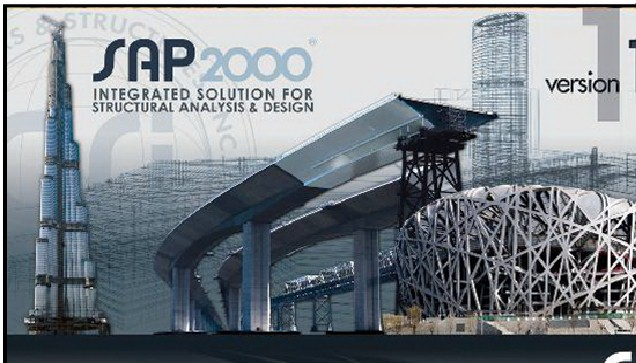 SAP2000®
INTEGRATED SOLUTION FOR
STRUCTURAL ANALYSIS & DESIGN
version